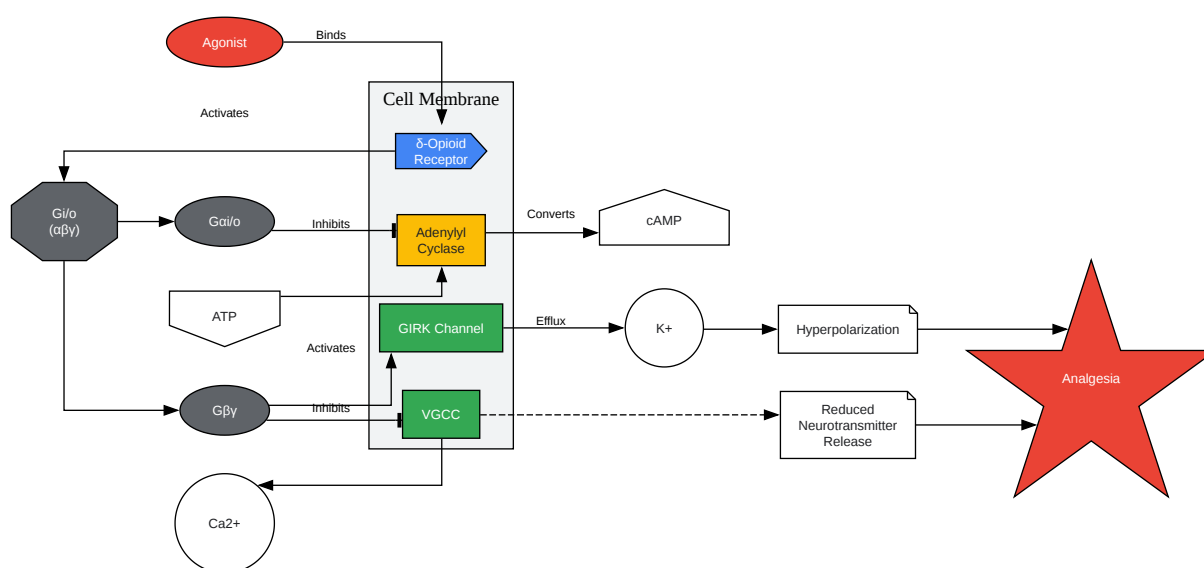 Agonist
Binds
Cell Membrane
Activates
δ-Opioid
Receptor
Gi/o
(αβγ)
Gαi/o
Inhibits
Adenylyl
Cyclase
Converts
cAMP
ATP
GIRK Channel
Efflux
K+
Hyperpolarization
Activates
Analgesia
Gβγ
Inhibits
VGCC
Reduced
Neurotransmitter
Release
Ca2+